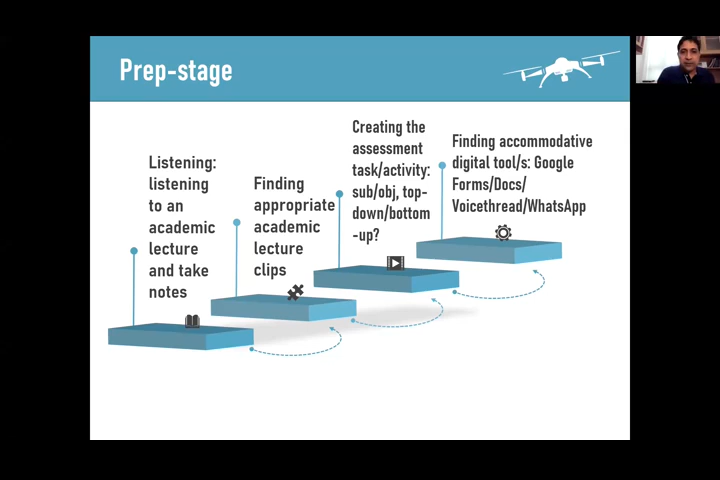 Prep-stage
Listening:
listening
to an
academic
lecture
and take
notes
Finding
appropriate
academic
lecture
clips
Creating the
assessment
task/activity:
sub/obj, top-
down/bottom
-up?
Finding accommodative
digital tool/s: Google
Forms/Docs/
Voicethread/WhatsApp